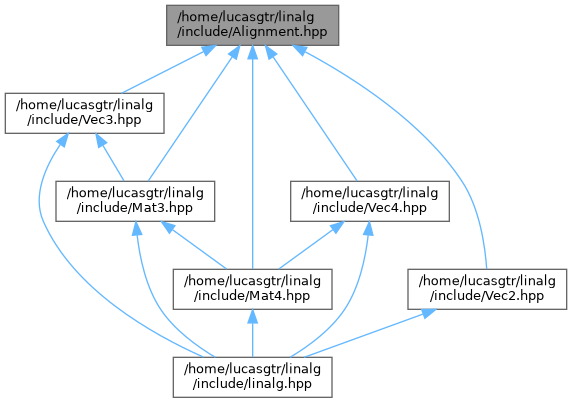 /home/lucasgtr/linalg
/include/Alignment.hpp
/home/lucasgtr/linalg
/include/Vec3.hpp
/home/lucasgtr/linalg
/include/Mat3.hpp
/home/lucasgtr/linalg
/include/Vec4.hpp
/home/lucasgtr/linalg
/include/Mat4.hpp
/home/lucasgtr/linalg
/include/Vec2.hpp
/home/lucasgtr/linalg
/include/linalg.hpp